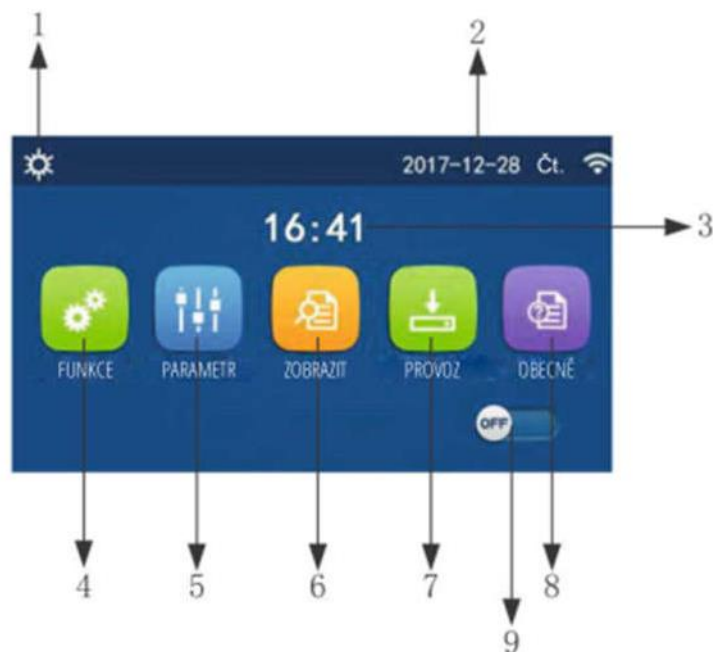 1
2
2017-12-28 Čt.
16:41
3
FUNKCE
PARAMETR
ZOBRAZIT
PROVOZ
OBECNĚ
OFF
4
5
6
7
8
9